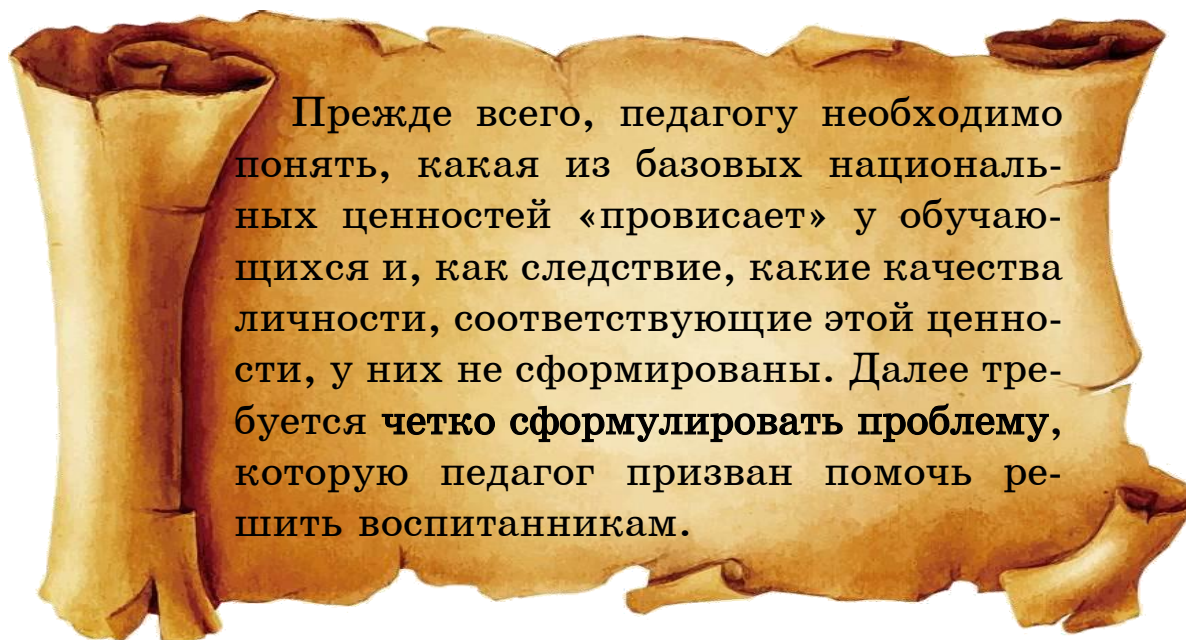 Прежде всего, педагогу необходимо
понять, какая из базовых националь-
ных ценностей «провисает» у обучаю-
щихся и, как следствие, какие качества
личности, соответствующие этой ценно-
сти, у них не сформированы. Далее тре-
буется четко сформулировать проблему,
которую педагог призван помочь ре-
шить воспитанникам.